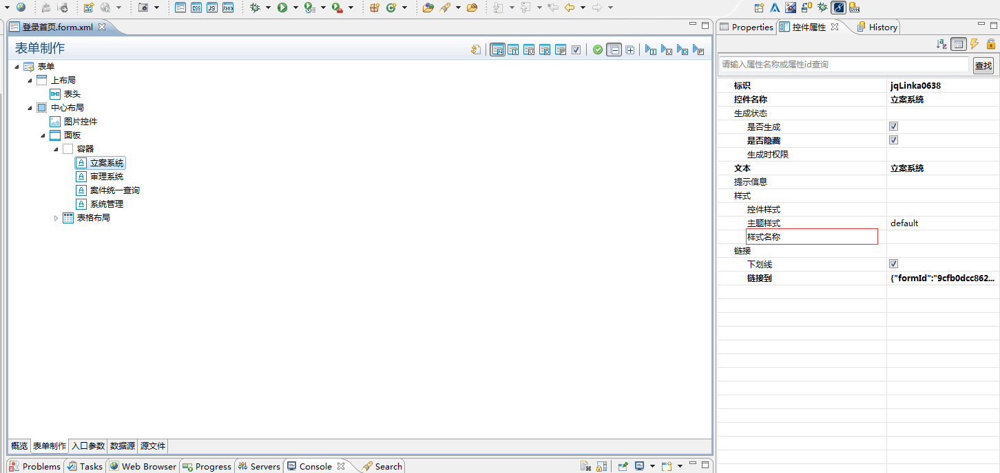 登录首页.form.xml
表单制作
表单
上布局
表头
中心布局
图片控件
面板
容器
立案系统
审理系统
案件统一查询
系统管理
表格布局
概览 表单制作 入口参数 数据源 源文件
Problems Tasks Web Browser Progress Servers Console Search
Properties 控件属性 History
请输入属性名称或属性id查询 查找
标识 jqLinka0638
控件名称 立案系统
生成状态
是否生成
是否隐藏
生成时权限
文本 立案系统
提示信息
样式
控件样式
主题样式 default
样式名称
链接
下划线
链接到 {"formId":"9cfb0dcc862...